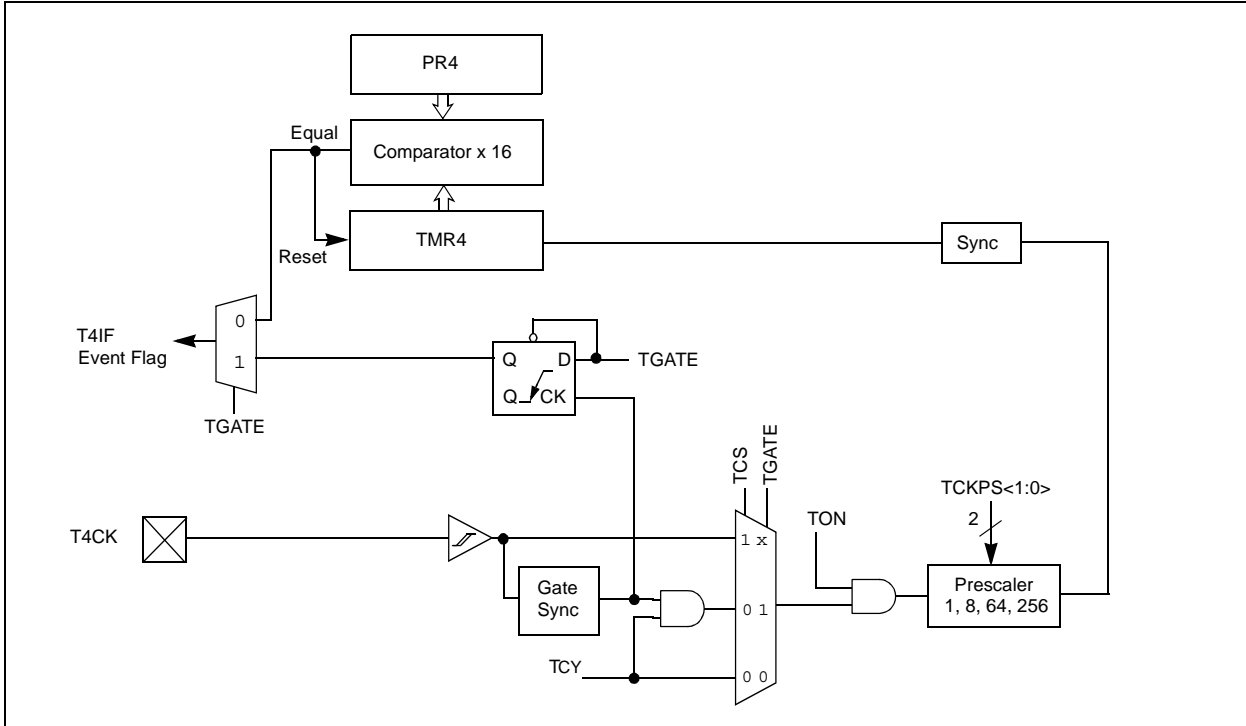 PR4
Equal
Comparator x 16
TMR4
Reset
Sync
T4IF
Event Flag
0
1
Q
D
TGATE
Q
CK
TGATE
TCS
TGATE
TCKPS<1:0>
2
T4CK
1 x
TON
Prescaler
1, 8, 64, 256
Gate
Sync
0 1
TCY
0 0